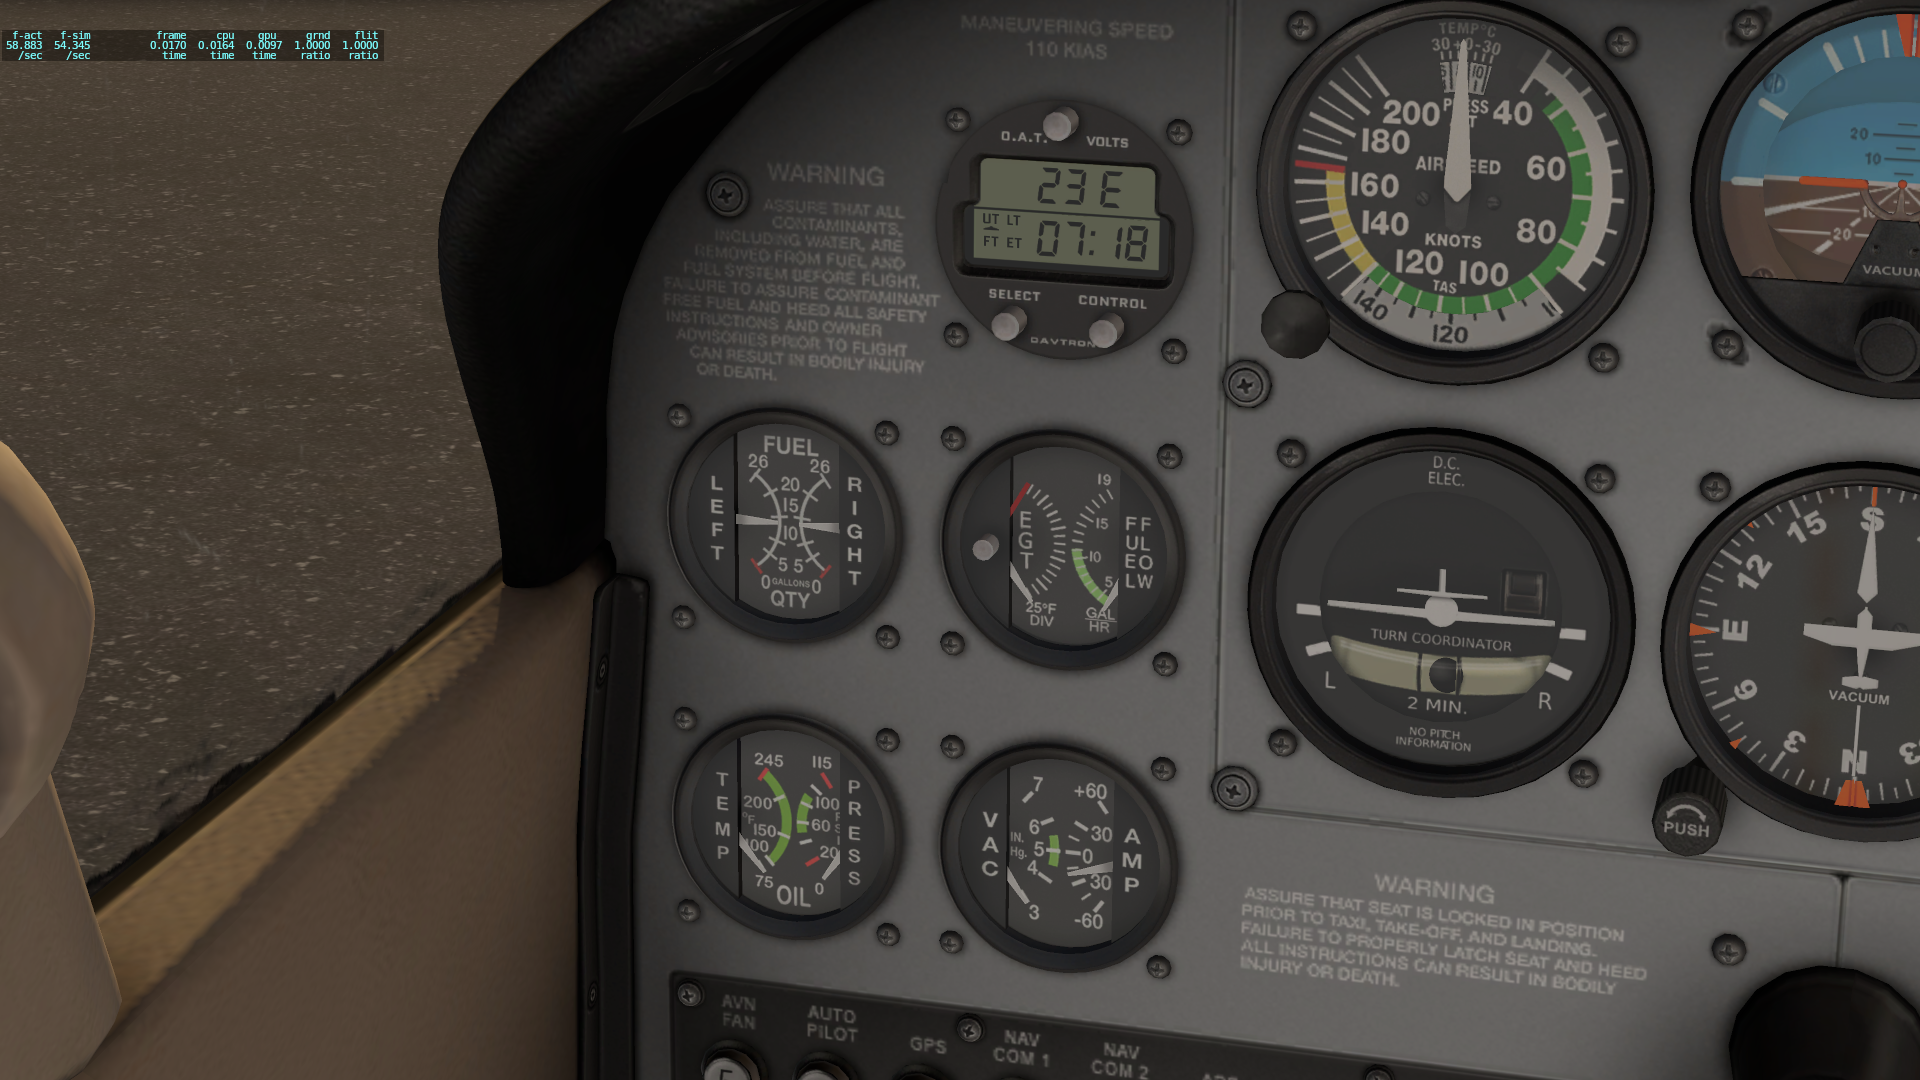 f-act f-sim frame cpu gpu grnd flit
58.883 54.345 0.0170 0.0164 0.0097 1.0000 1.0000
/sec /sec time time time ratio ratio
MANEUVERING SPEED
110 KIAS
O.A.T. VOLTS
23 E
UT LT
FT ET
07:18
SELECT CONTROL
DAVTRON
WARNING
ASSURE THAT ALL
CONTAMINANTS,
INCLUDING WATER, ARE
REMOVED FROM FUEL AND
FUEL SYSTEM BEFORE FLIGHT.
FAILURE TO ASSURE CONTAMINANT
FREE FUEL AND HEED ALL SAFETY
INSTRUCTIONS AND OWNER
ADVISORIES PRIOR TO FLIGHT
CAN RESULT IN BODILY INJURY
OR DEATH.
TEMP °C
200 40
180
AIRSPEED 60
160
140 80
KNOTS
120 100
TAS
140
120
20
10
20
VACUUM
FUEL
26 26
20
15
10
5 5
0 GALLONS 0
QTY
LEFT
RIGHT
EGT
25°F
DIV
19
15
10
5
GAL
HR
FUEL
FLOW
D.C.
ELEC.
TURN COORDINATOR
L R
2 MIN.
NO PITCH
INFORMATION
15 S
12
E
6
3
N
33
VACUUM
PUSH
TEMP
245 115
200 100
°F
150 60
100 20
75 0
OIL
PRESS
VAC
7 +60
6 30
IN.
Hg.
5 0
4 30
3 -60
AMP
WARNING
ASSURE THAT SEAT IS LOCKED IN POSITION
PRIOR TO TAXI, TAKE-OFF, AND LANDING.
FAILURE TO PROPERLY LATCH SEAT AND HEED
ALL INSTRUCTIONS CAN RESULT IN BODILY
INJURY OR DEATH.
AVN
FAN
AUTO
PILOT
GPS
NAV
COM 1
NAV
COM 2